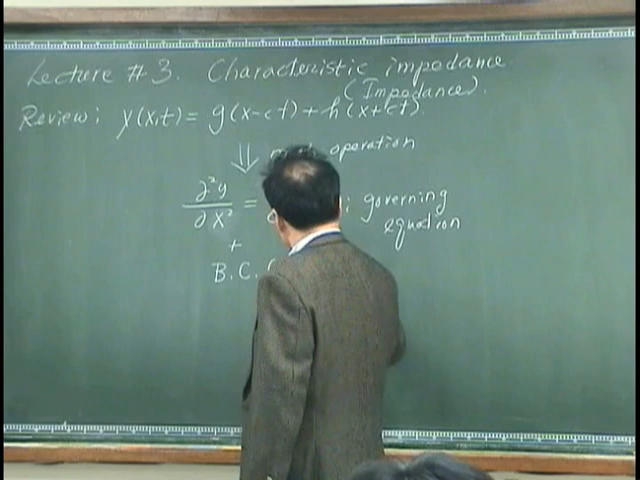 Lecture #3. Characteristic impedance
(Impedance).
Review; y(x,t) = g(x-ct) + h(x+ct).
⇓ operation
∂²y/∂x² = ; governing
equation
+
B.C. (